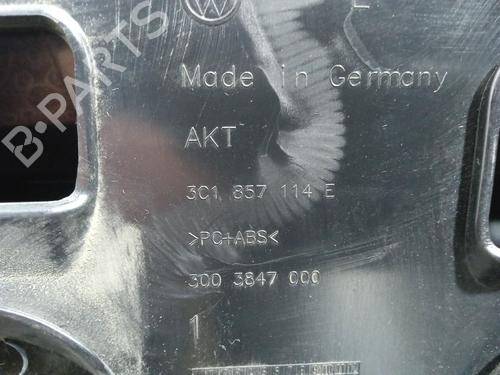 B-PARTS
Made in Germany
AKT
3C1 857 114 E
>PC+ABS<
300 3847 000
1